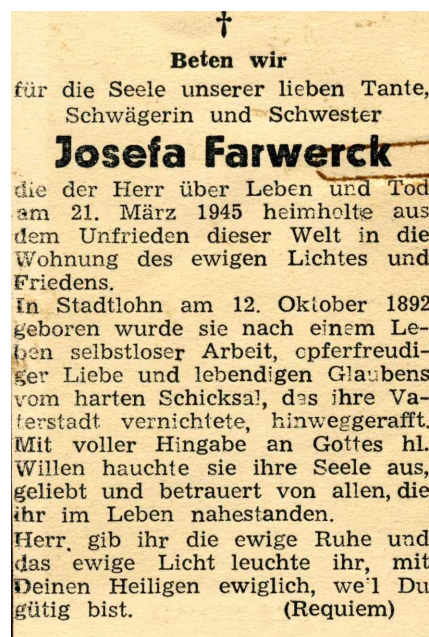 Beten wir
für die Seele unserer lieben Tante,
Schwägerin und Schwester
Josefa Farwerck
die der Herr über Leben und Tod
am 21. März 1945 heimholte aus
dem Unfrieden dieser Welt in die
Wohnung des ewigen Lichtes und
Friedens.
In Stadtlohn am 12. Oktober 1892
geboren wurde sie nach einem Le-
ben selbstloser Arbeit, opferfreudi-
ger Liebe und lebendigen Glaubens
vom harten Schicksal, das ihre Va-
terstadt vernichtete, hinweggerafft.
Mit voller Hingabe an Gottes hl.
Willen hauchte sie ihre Seele aus,
geliebt und betrauert von allen, die
ihr im Leben nahestanden.
Herr, gib ihr die ewige Ruhe und
das ewige Licht leuchte ihr, mit
Deinen Heiligen ewiglich, weil Du
gütig bist. (Requiem)